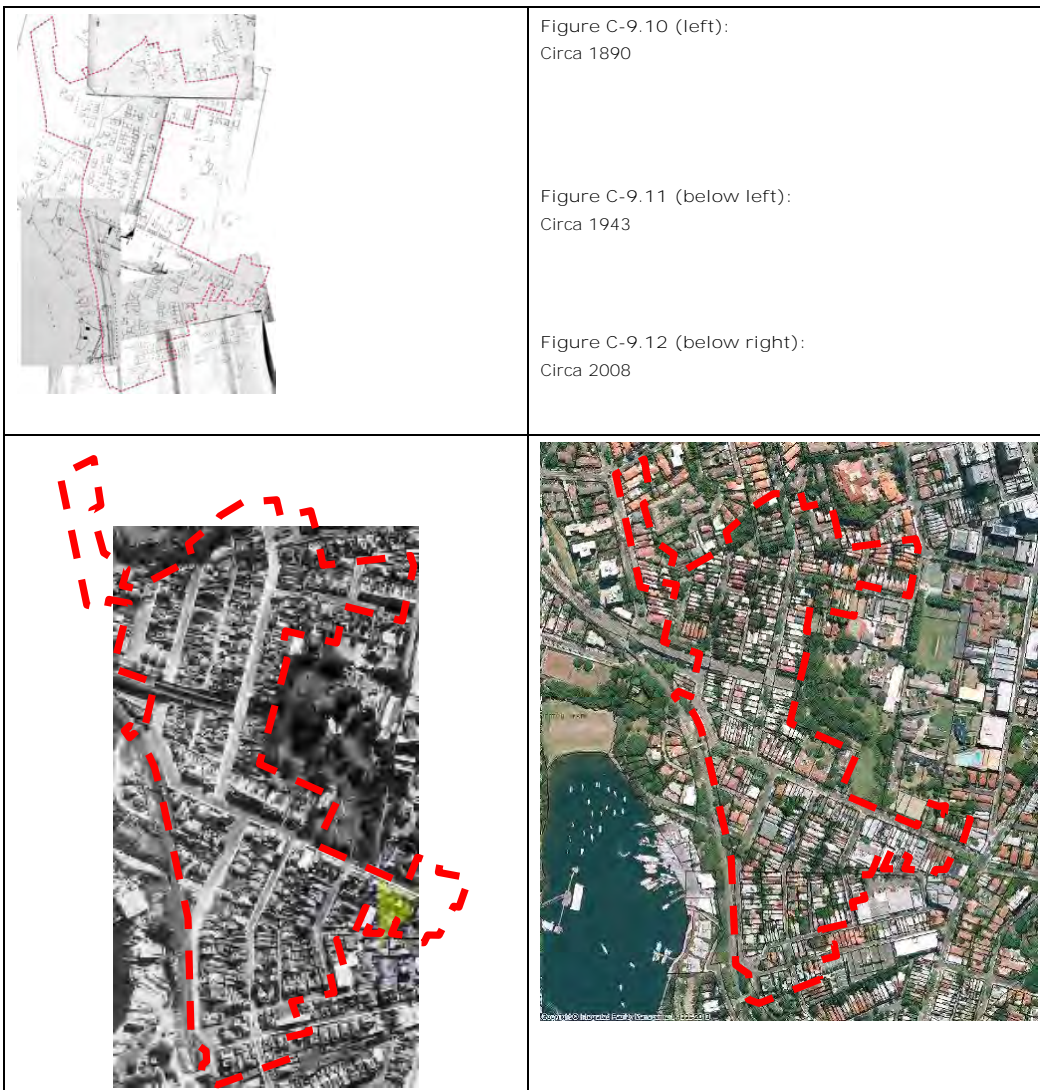 Figure C-9.10 (left):
Circa 1890
Figure C-9.11 (below left):
Circa 1943
Figure C-9.12 (below right):
Circa 2008